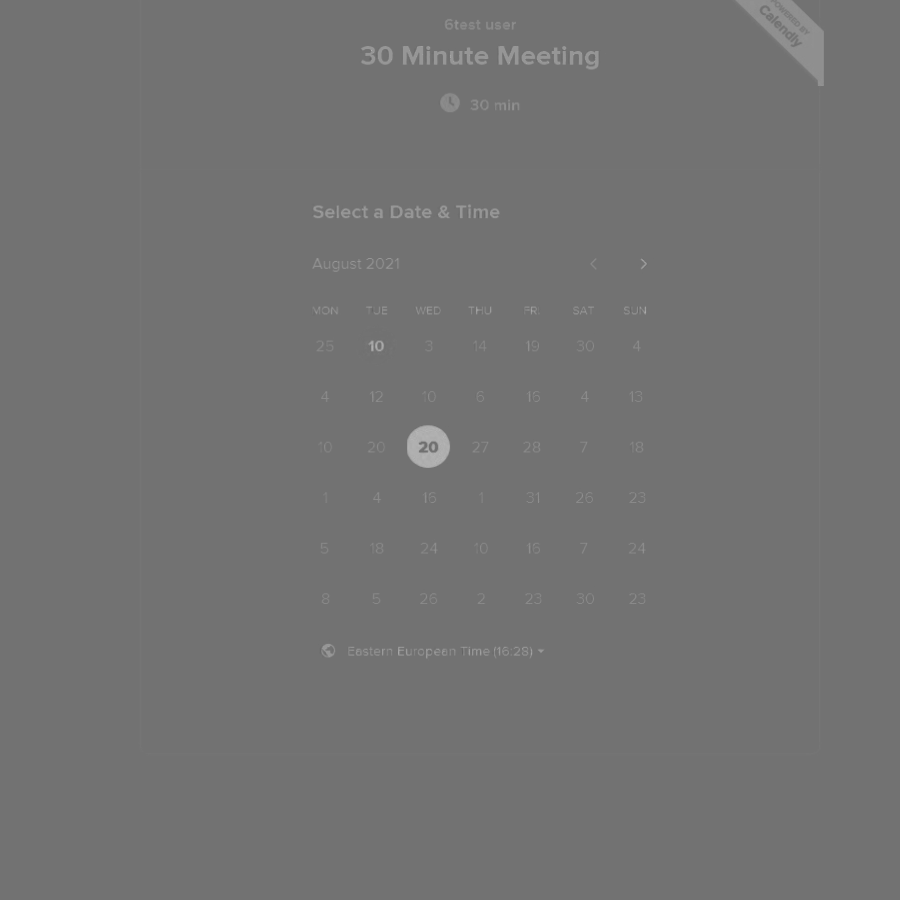 6test user
30 Minute Meeting
POWERED BY
Calendly
30 min
Select a Date & Time
August 2021
MON TUE WED THU FRI SAT SUN
25 10 3 14 19 30 4
4 12 10 6 16 4 13
10 20 20 27 28 7 18
1 4 16 1 31 26 23
5 18 24 10 16 7 24
8 5 26 2 23 30 23
Eastern European Time (16:28)